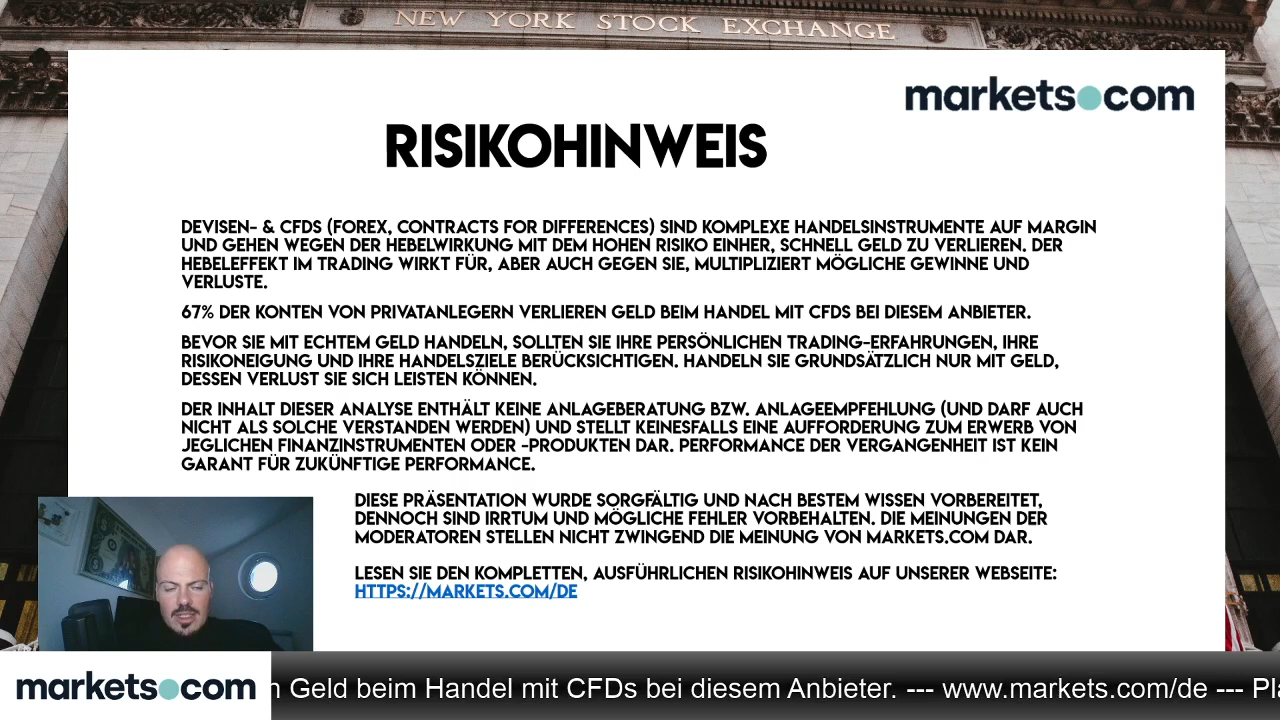 NEW YORK STOCK EXCHANGE
markets.com
RISIKOHINWEIS
DEVISEN- & CFDS (FOREX, CONTRACTS FOR DIFFERENCES) SIND KOMPLEXE HANDELSINSTRUMENTE AUF MARGIN
UND GEHEN WEGEN DER HEBELWIRKUNG MIT DEM HOHEN RISIKO EINHER, SCHNELL GELD ZU VERLIEREN. DER
HEBELEFFEKT IM TRADING WIRKT FÜR, ABER AUCH GEGEN SIE, MULTIPLIZIERT MÖGLICHE GEWINNE UND
VERLUSTE.
67% DER KONTEN VON PRIVATANLEGERN VERLIEREN GELD BEIM HANDEL MIT CFDS BEI DIESEM ANBIETER.
BEVOR SIE MIT ECHTEM GELD HANDELN, SOLLTEN SIE IHRE PERSÖNLICHEN TRADING-ERFAHRUNGEN, IHRE
RISIKONEIGUNG UND IHRE HANDELSZIELE BERÜCKSICHTIGEN. HANDELN SIE GRUNDSÄTZLICH NUR MIT GELD,
DESSEN VERLUST SIE SICH LEISTEN KÖNNEN.
DER INHALT DIESER ANALYSE ENTHÄLT KEINE ANLAGEBERATUNG BZW. ANLAGEEMPFEHLUNG (UND DARF AUCH
NICHT ALS SOLCHE VERSTANDEN WERDEN) UND STELLT KEINESFALLS EINE AUFFORDERUNG ZUM ERWERB VON
JEGLICHEN FINANZINSTRUMENTEN ODER -PRODUKTEN DAR. PERFORMANCE DER VERGANGENHEIT IST KEIN
GARANT FÜR ZUKÜNFTIGE PERFORMANCE.
DIESE PRÄSENTATION WURDE SORGFÄLTIG UND NACH BESTEM WISSEN VORBEREITET,
DENNOCH SIND IRRTUM UND MÖGLICHE FEHLER VORBEHALTEN. DIE MEINUNGEN DER
MODERATOREN STELLEN NICHT ZWINGEND DIE MEINUNG VON MARKETS.COM DAR.
LESEN SIE DEN KOMPLETTEN, AUSFÜHRLICHEN RISIKOHINWEIS AUF UNSERER WEBSEITE:
HTTPS://MARKETS.COM/DE
markets.com
n Geld beim Handel mit CFDs bei diesem Anbieter. --- www.markets.com/de --- Pla